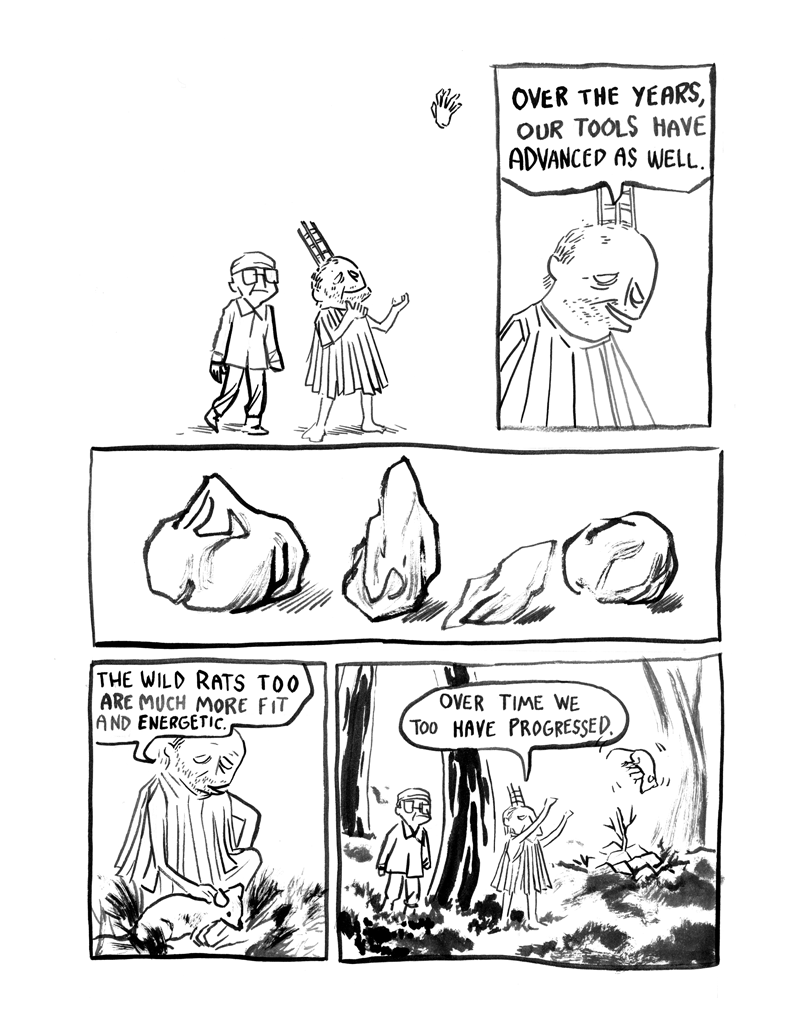 OVER THE YEARS,
OUR TOOLS HAVE
ADVANCED AS WELL.
THE WILD RATS TOO
ARE MUCH MORE FIT
AND ENERGETIC.
OVER TIME WE
TOO HAVE PROGRESSED.